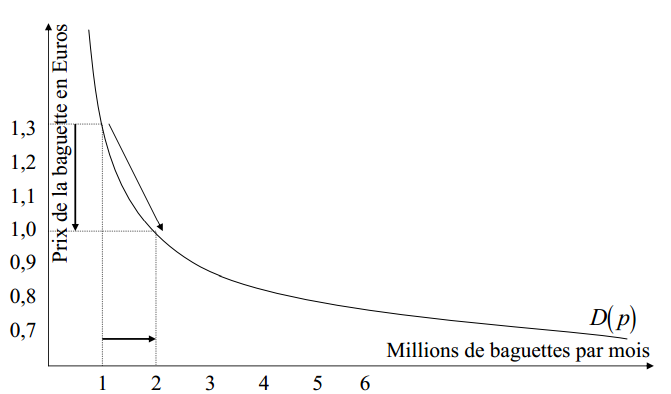 Prix de la baguette en Euros
1,3
1,2
1,1
1,0
0,9
0,8
0,7
D(p)
Millions de baguettes par mois
1 2 3 4 5 6